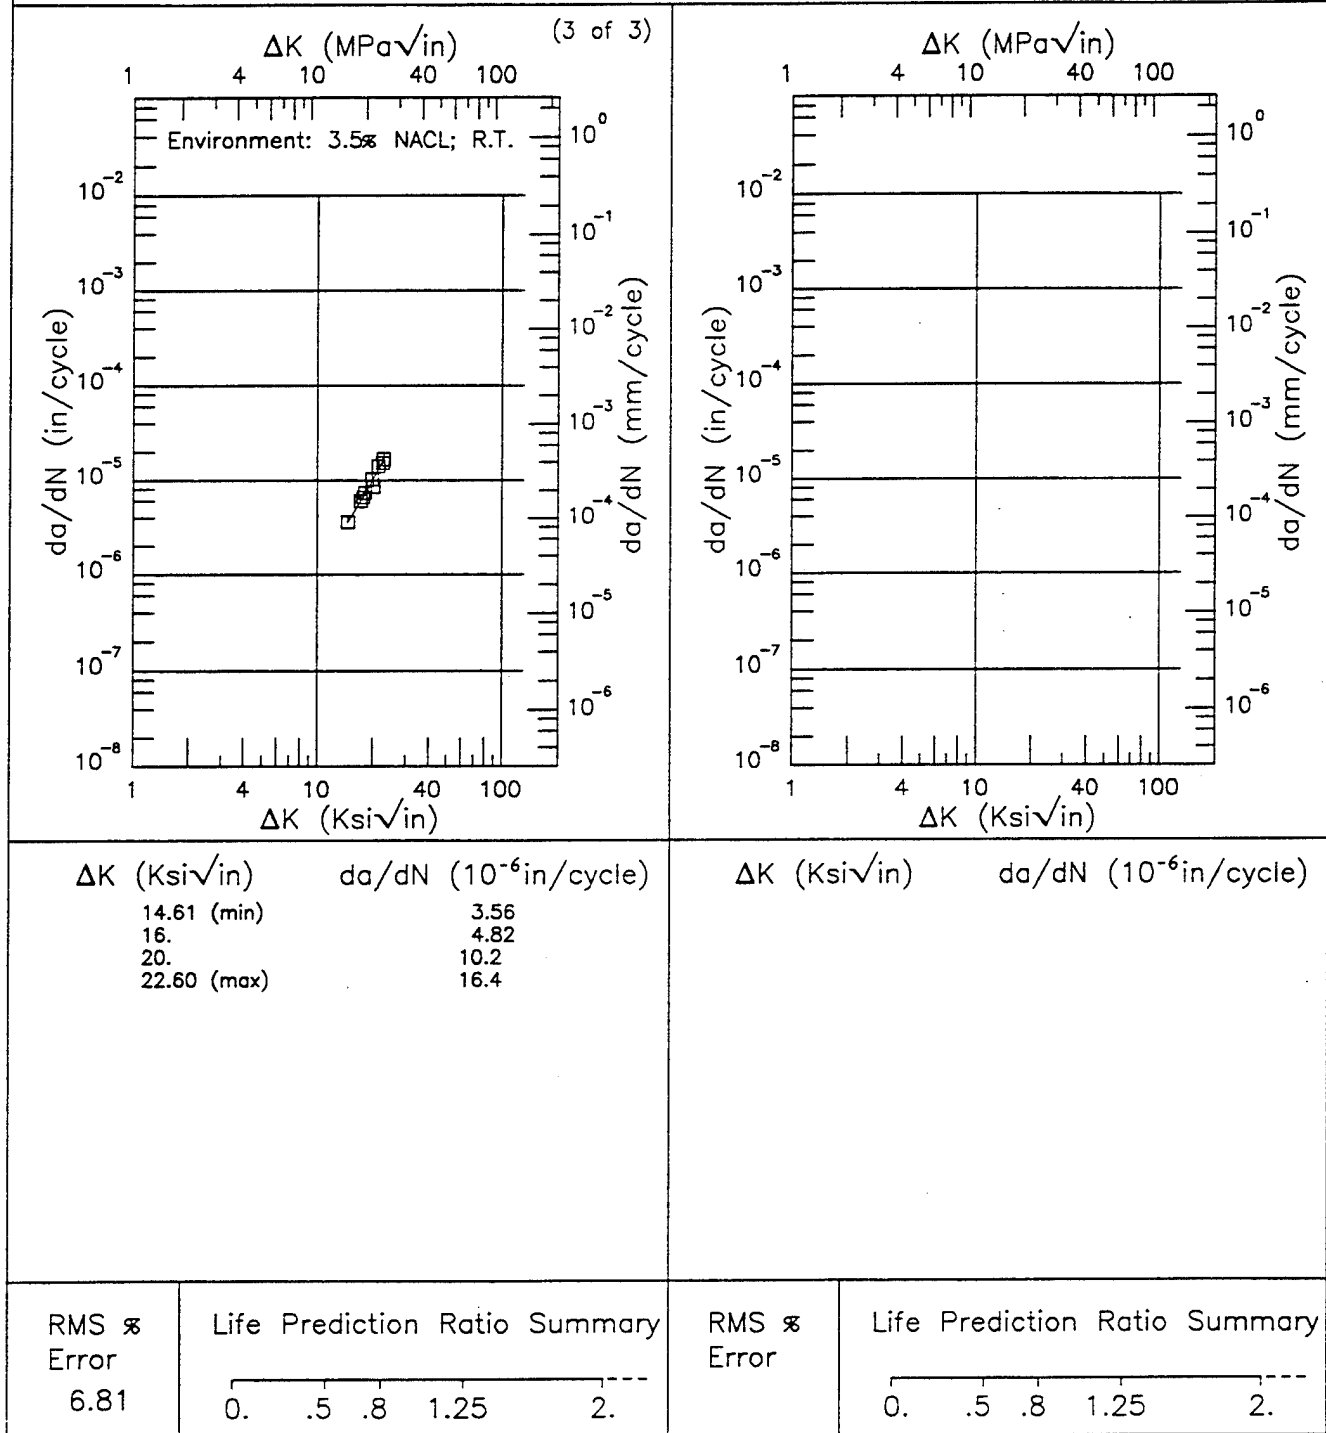 (3 of 3)
ΔK (MPa√in)
1 4 10 40 100
Environment: 3.5% NACL; R.T.
da/dN (in/cycle)
10⁻²
10⁻³
10⁻⁴
10⁻⁵
10⁻⁶
10⁻⁷
10⁻⁸
10⁰
10⁻¹
10⁻²
10⁻³
10⁻⁴
10⁻⁵
10⁻⁶
da/dN (mm/cycle)
1 4 10 40 100
ΔK (Ksi√in)
ΔK (MPa√in)
1 4 10 40 100
da/dN (in/cycle)
10⁻²
10⁻³
10⁻⁴
10⁻⁵
10⁻⁶
10⁻⁷
10⁻⁸
10⁰
10⁻¹
10⁻²
10⁻³
10⁻⁴
10⁻⁵
10⁻⁶
da/dN (mm/cycle)
1 4 10 40 100
ΔK (Ksi√in)
ΔK (Ksi√in) da/dN (10⁻⁶in/cycle)
14.61 (min) 3.56
16. 4.82
20. 10.2
22.60 (max) 16.4
ΔK (Ksi√in) da/dN (10⁻⁶in/cycle)
RMS %
Error
6.81
Life Prediction Ratio Summary
0. .5 .8 1.25 2.
RMS %
Error
Life Prediction Ratio Summary
0. .5 .8 1.25 2.